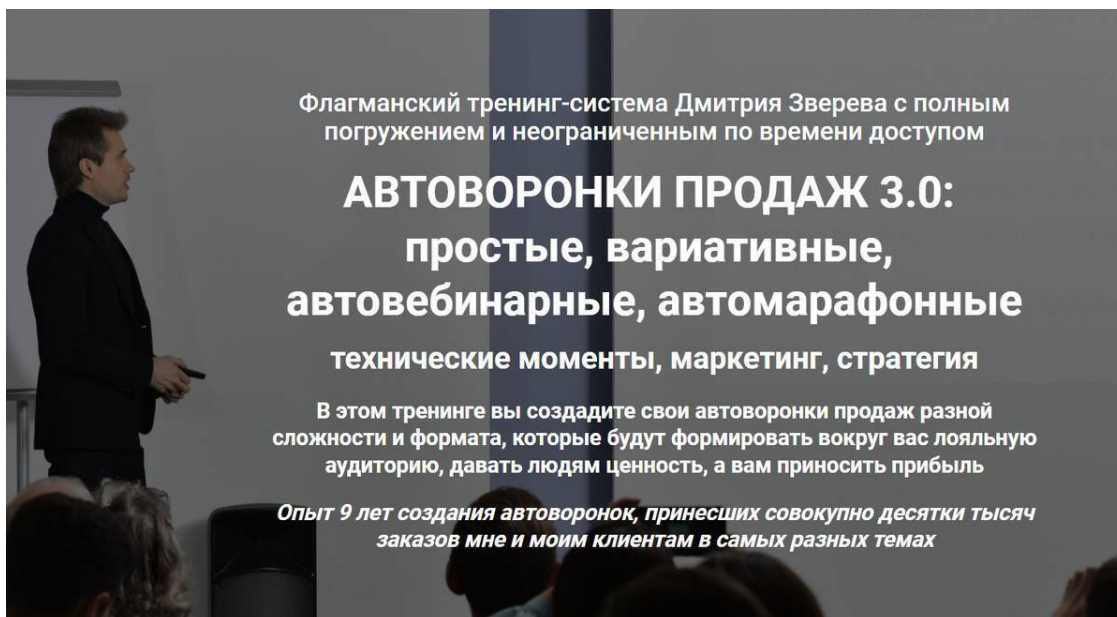 Флагманский тренинг-система Дмитрия Зверева с полным
погружением и неограниченным по времени доступом
АВТОВОРОНКИ ПРОДАЖ 3.0:
простые, вариативные,
автовебинарные, автомарафонные
технические моменты, маркетинг, стратегия
В этом тренинге вы создадите свои автоворонки продаж разной
сложности и формата, которые будут формировать вокруг вас лояльную
аудиторию, давать людям ценность, а вам приносить прибыль
Опыт 9 лет создания автоворонок, принесших совокупно десятки тысяч
заказов мне и моим клиентам в самых разных темах